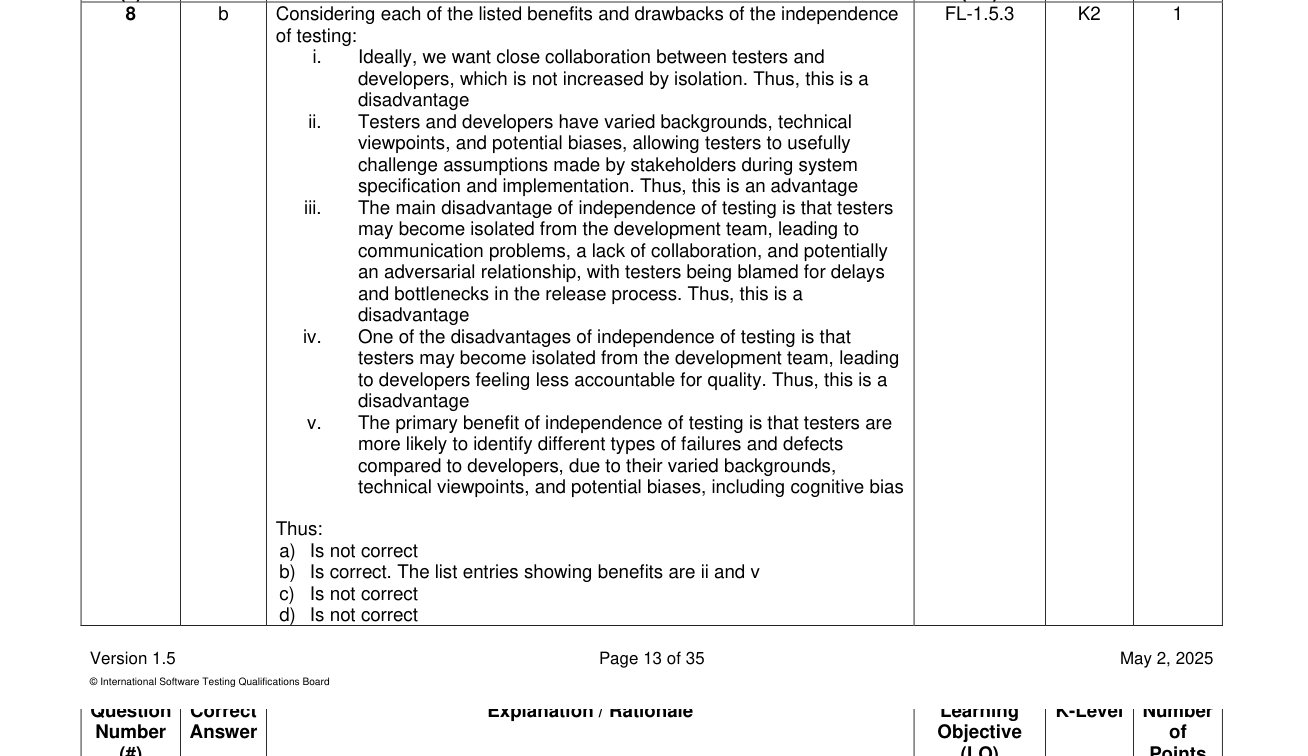 8 b Considering each of the listed benefits and drawbacks of the independence FL-1.5.3 K2 1
of testing:
i. Ideally, we want close collaboration between testers and
developers, which is not increased by isolation. Thus, this is a
disadvantage
ii. Testers and developers have varied backgrounds, technical
viewpoints, and potential biases, allowing testers to usefully
challenge assumptions made by stakeholders during system
specification and implementation. Thus, this is an advantage
iii. The main disadvantage of independence of testing is that testers
may become isolated from the development team, leading to
communication problems, a lack of collaboration, and potentially
an adversarial relationship, with testers being blamed for delays
and bottlenecks in the release process. Thus, this is a
disadvantage
iv. One of the disadvantages of independence of testing is that
testers may become isolated from the development team, leading
to developers feeling less accountable for quality. Thus, this is a
disadvantage
v. The primary benefit of independence of testing is that testers are
more likely to identify different types of failures and defects
compared to developers, due to their varied backgrounds,
technical viewpoints, and potential biases, including cognitive bias
Thus:
a) Is not correct
b) Is correct. The list entries showing benefits are ii and v
c) Is not correct
d) Is not correct
Version 1.5 Page 13 of 35 May 2, 2025
© International Software Testing Qualifications Board
Question Correct Explanation / Rationale Learning K-Level Number
Number Answer Objective of
(#) (LO) Points